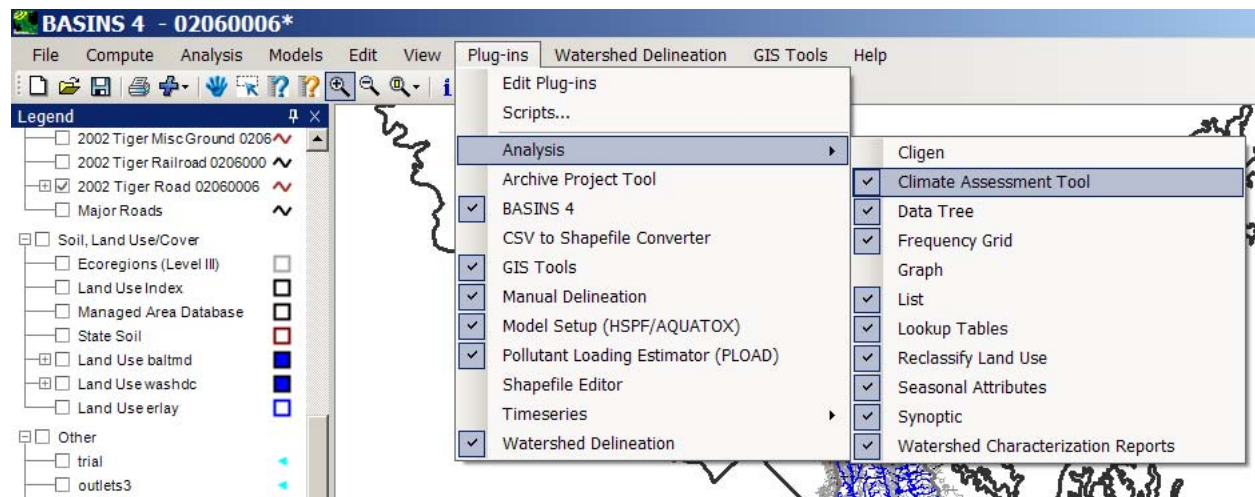 BASINS 4 - 02060006*
File Compute Analysis Models Edit View Plug-ins Watershed Delineation GIS Tools Help
Legend
2002 Tiger Misc Ground 0206
2002 Tiger Railroad 0206000
2002 Tiger Road 02060006
Major Roads
Soil, Land Use/Cover
Ecoregions (Level III)
Land Use Index
Managed Area Database
State Soil
Land Use baltmd
Land Use washdc
Land Use erlay
Other
trial
outlets3
Edit Plug-ins
Scripts...
Analysis
Archive Project Tool
BASINS 4
CSV to Shapefile Converter
GIS Tools
Manual Delineation
Model Setup (HSPF/AQUATOX)
Pollutant Loading Estimator (PLOAD)
Shapefile Editor
Timeseries
Watershed Delineation
Cligen
Climate Assessment Tool
Data Tree
Frequency Grid
Graph
List
Lookup Tables
Reclassify Land Use
Seasonal Attributes
Synoptic
Watershed Characterization Reports